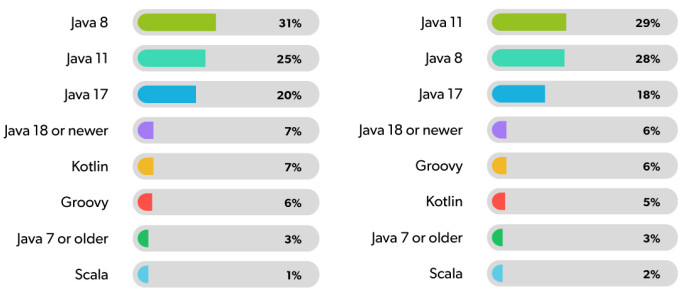 Java 8 31%
Java 11 25%
Java 17 20%
Java 18 or newer 7%
Kotlin 7%
Groovy 6%
Java 7 or older 3%
Scala 1%
Java 11 29%
Java 8 28%
Java 17 18%
Java 18 or newer 6%
Groovy 6%
Kotlin 5%
Java 7 or older 3%
Scala 2%